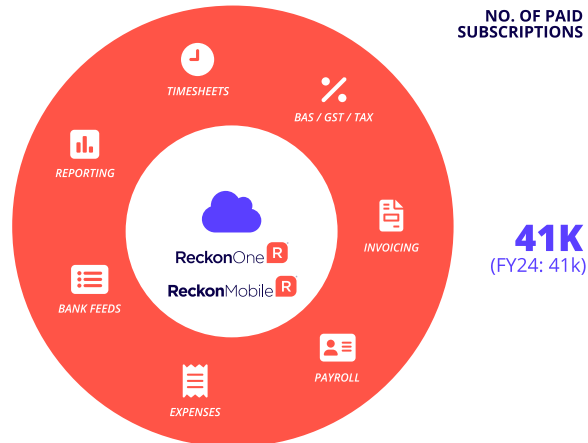 NO. OF PAID
SUBSCRIPTIONS
TIMESHEETS
BAS / GST / TAX
REPORTING
INVOICING
ReckonOne R
ReckonMobile R
41K
(FY24: 41k)
BANK FEEDS
PAYROLL
EXPENSES